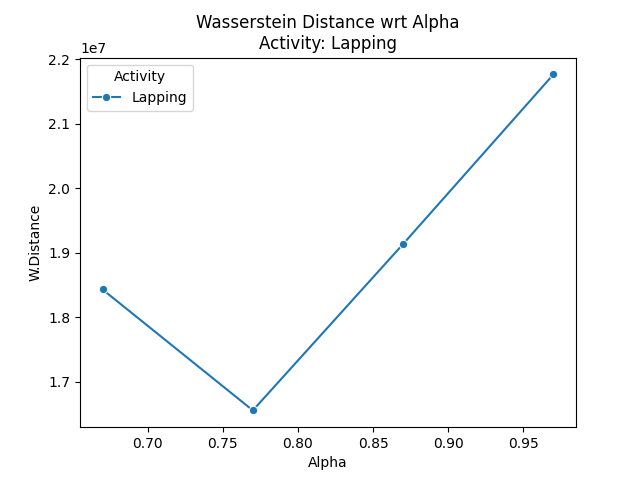 Wasserstein Distance wrt Alpha
Activity: Lapping
1e7
2.2
2.1
2.0
1.9
1.8
1.7
W.Distance
Activity
Lapping
0.70 0.75 0.80 0.85 0.90 0.95
Alpha